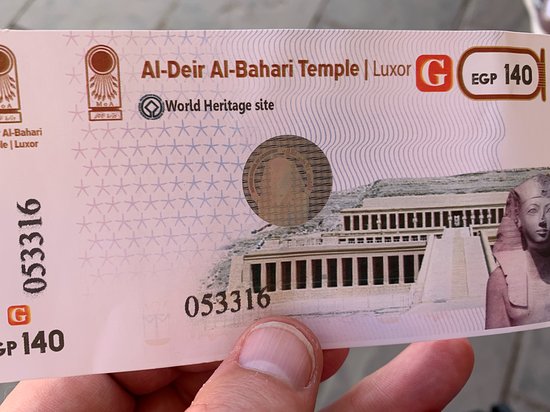 Al-Deir Al-Bahari Temple | Luxor
G
EGP 140
World Heritage site
MoA
MoA
Al-Bahari
le | Luxor
053316
053316
G
GP 140